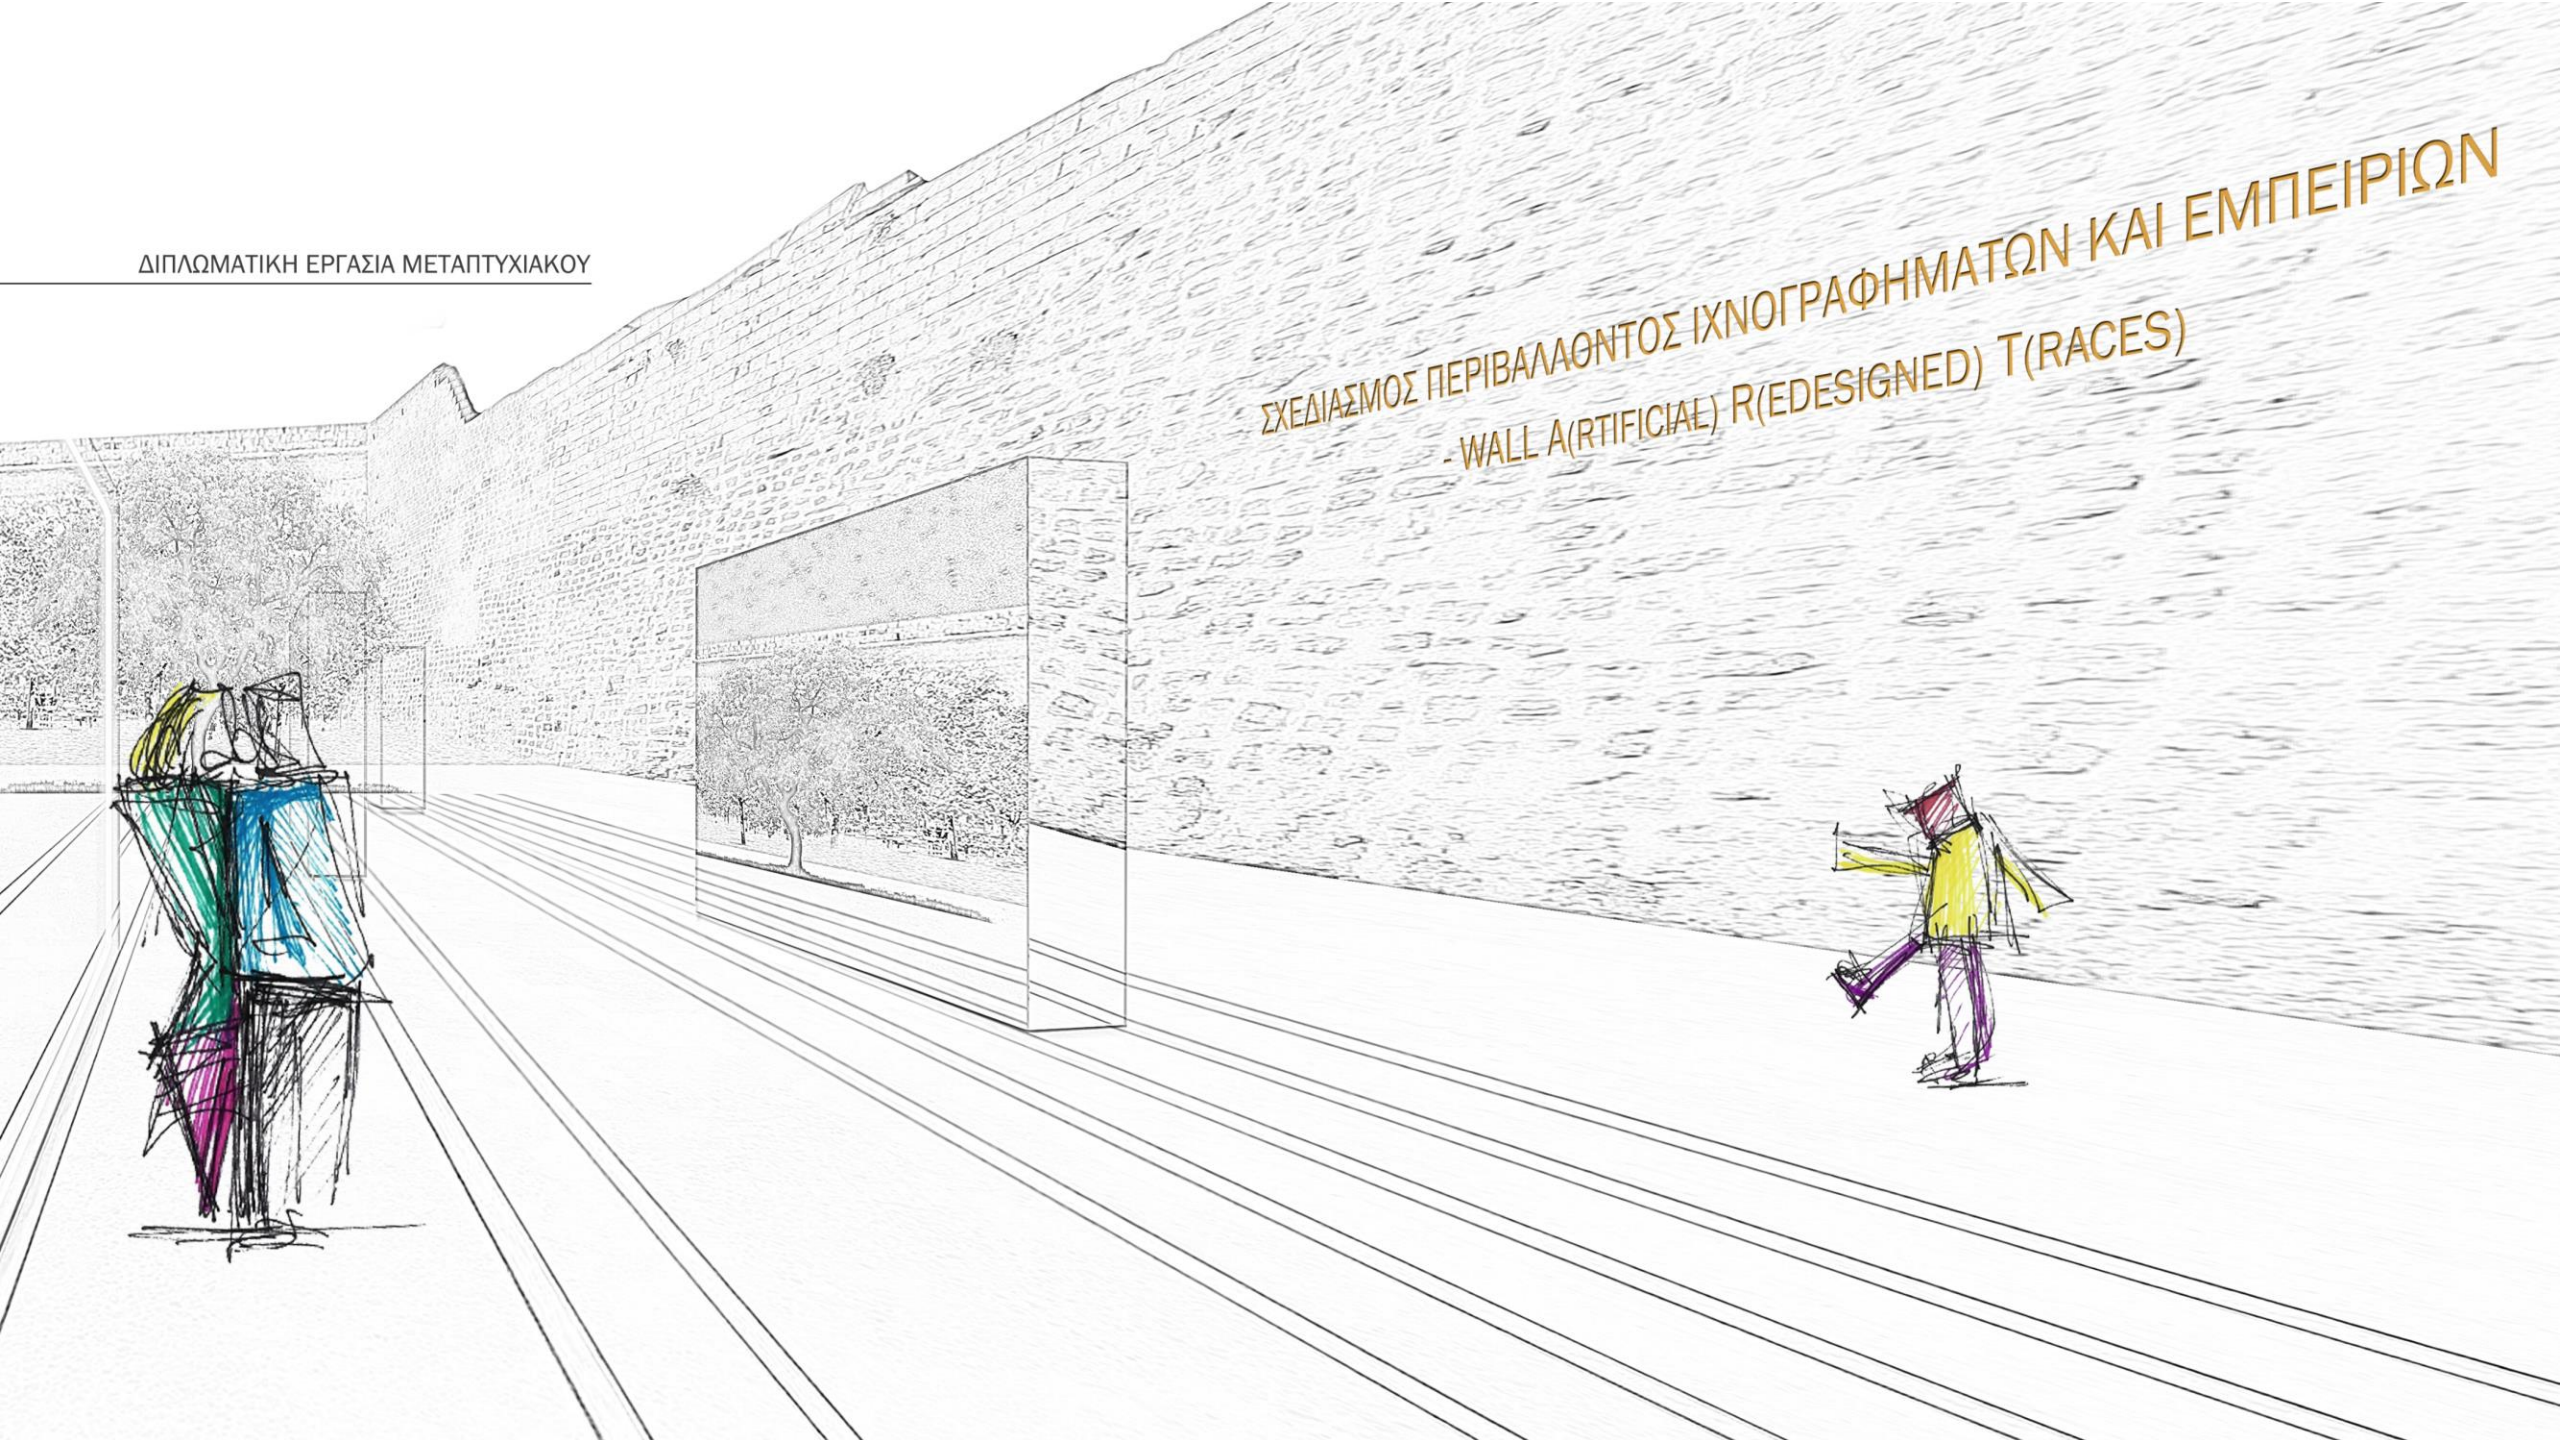 ΔΙΠΛΩΜΑΤΙΚΗ ΕΡΓΑΣΙΑ ΜΕΤΑΠΤΥΧΙΑΚΟΥ
ΣΧΕΔΙΑΣΜΟΣ ΠΕΡΙΒΑΛΛΟΝΤΟΣ ΙΧΝΟΓΡΑΦΗΜΑΤΩΝ ΚΑΙ ΕΜΠΕΙΡΙΩΝ
- WALL A(RTIFICIAL) R(EDESIGNED) T(RACES)